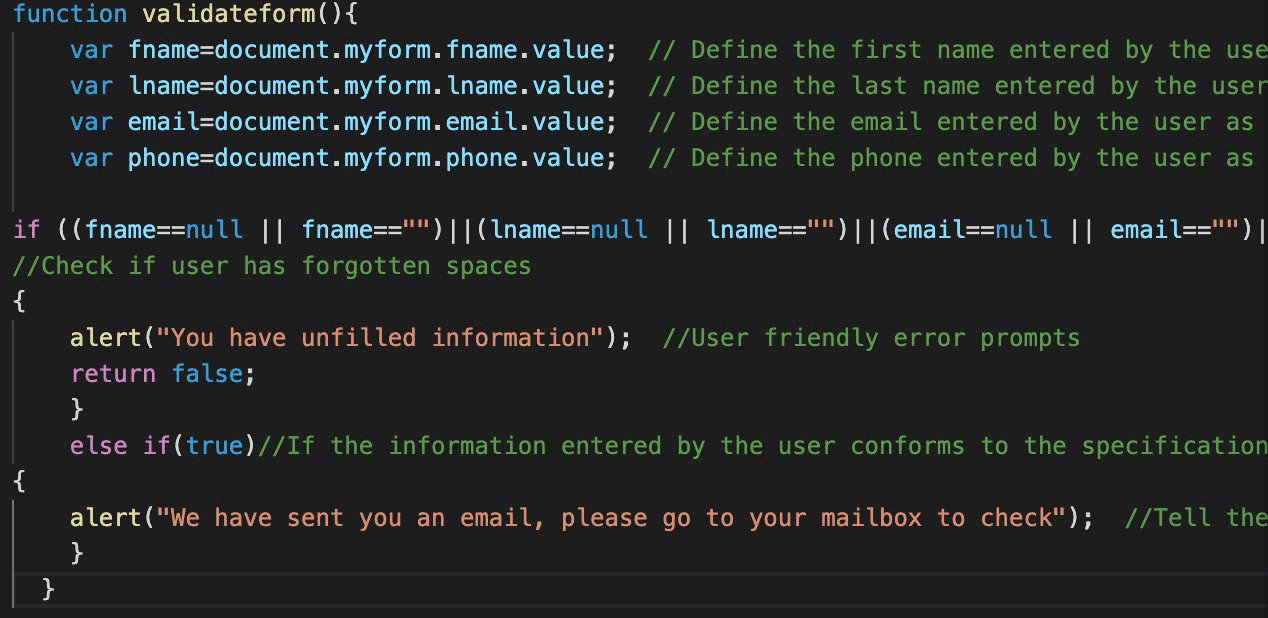 function validateform(){
var fname=document.myform.fname.value;  // Define the first name entered by the use
var lname=document.myform.lname.value;  // Define the last name entered by the user
var email=document.myform.email.value;  // Define the email entered by the user as
var phone=document.myform.phone.value;  // Define the phone entered by the user as
if ((fname==null || fname=="")||(lname==null || lname=="")||(email==null || email=="")|
//Check if user has forgotten spaces
{
alert("You have unfilled information");  //User friendly error prompts
return false;
}
else if(true)//If the information entered by the user conforms to the specification
{
alert("We have sent you an email, please go to your mailbox to check");  //Tell the
}
}